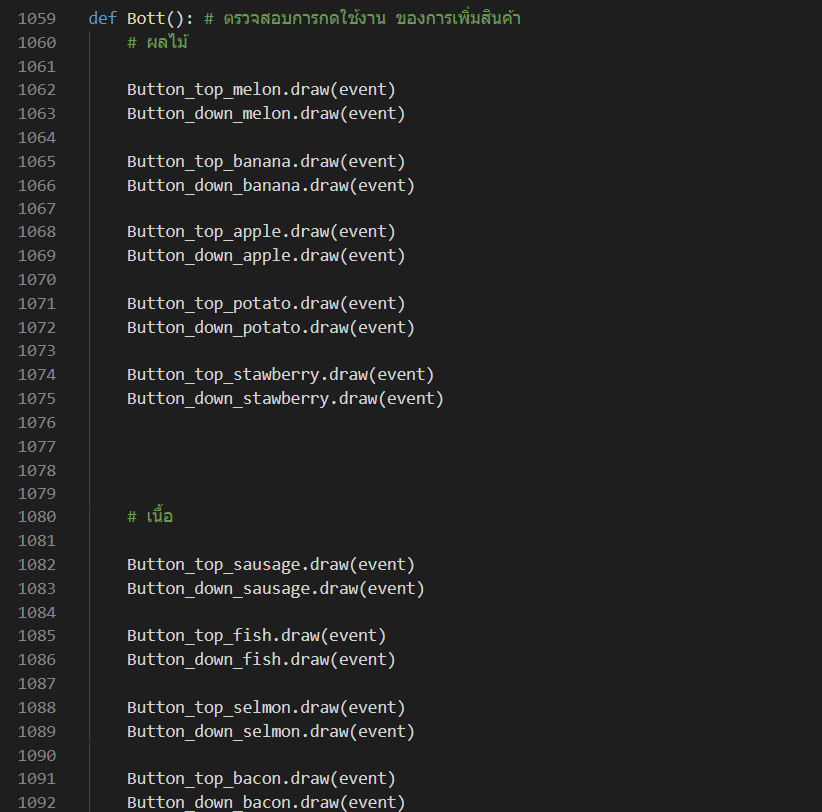 1059 def Bott(): # ตรวจสอบการกดใช้งาน ของการเพิ่มสินค้า
1060 # ผลไม้
1061
1062 Button_top_melon.draw(event)
1063 Button_down_melon.draw(event)
1064
1065 Button_top_banana.draw(event)
1066 Button_down_banana.draw(event)
1067
1068 Button_top_apple.draw(event)
1069 Button_down_apple.draw(event)
1070
1071 Button_top_potato.draw(event)
1072 Button_down_potato.draw(event)
1073
1074 Button_top_stawberry.draw(event)
1075 Button_down_stawberry.draw(event)
1076
1077
1078
1079
1080 # เนื้อ
1081
1082 Button_top_sausage.draw(event)
1083 Button_down_sausage.draw(event)
1084
1085 Button_top_fish.draw(event)
1086 Button_down_fish.draw(event)
1087
1088 Button_top_selmon.draw(event)
1089 Button_down_selmon.draw(event)
1090
1091 Button_top_bacon.draw(event)
1092 Button_down_bacon.draw(event)